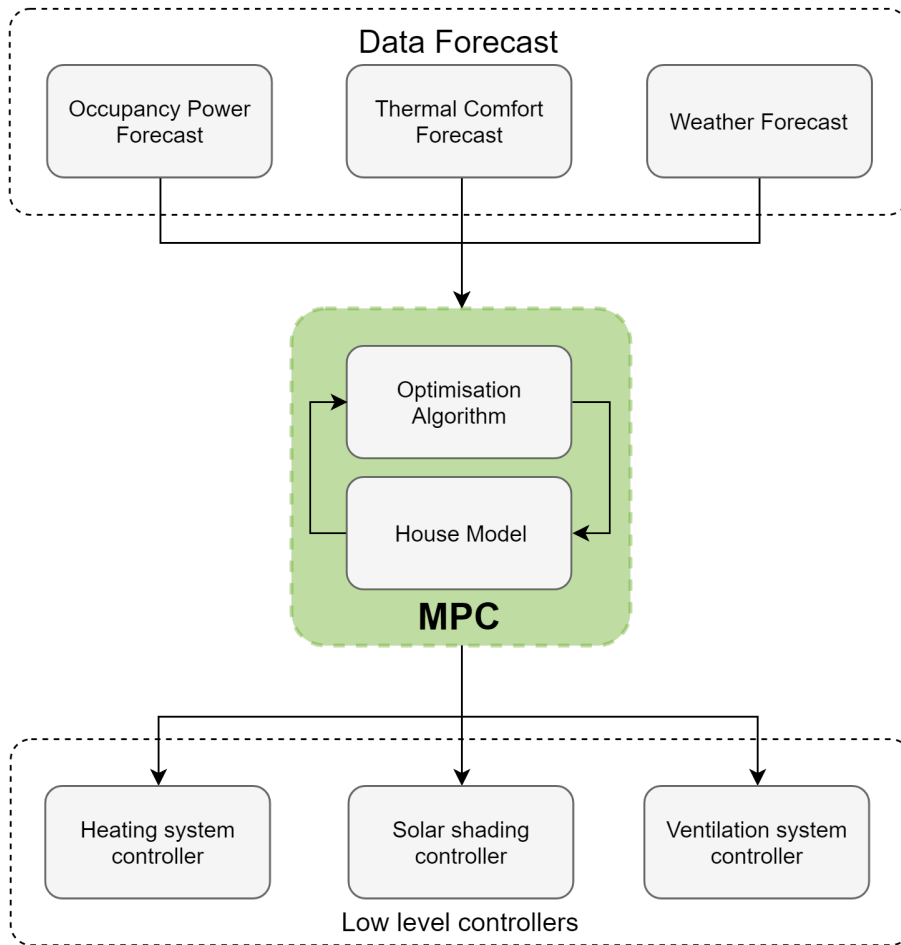 Data Forecast
Occupancy Power
Forecast
Thermal Comfort
Forecast
Weather Forecast
Optimisation
Algorithm
House Model
MPC
Heating system
controller
Solar shading
controller
Ventilation system
controller
Low level controllers